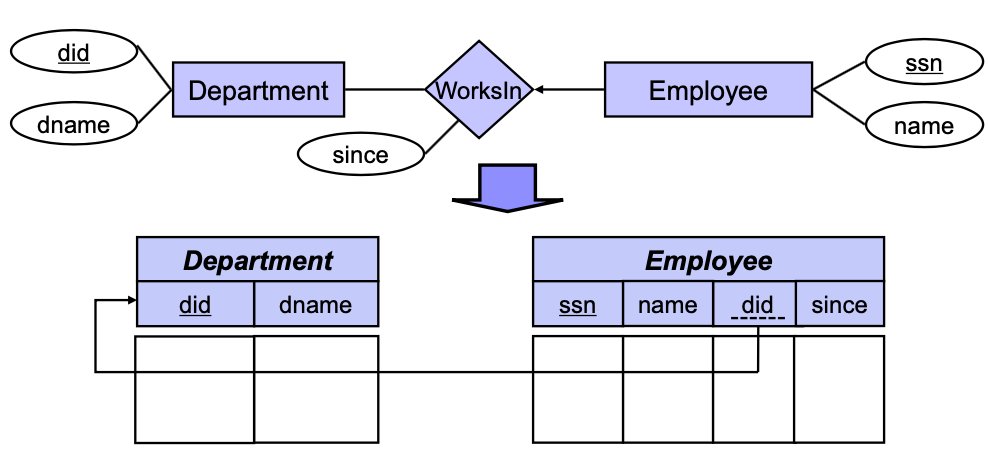 did
dname
Department
WorksIn
since
Employee
ssn
name
Department
did
dname
Employee
ssn
name
did
since